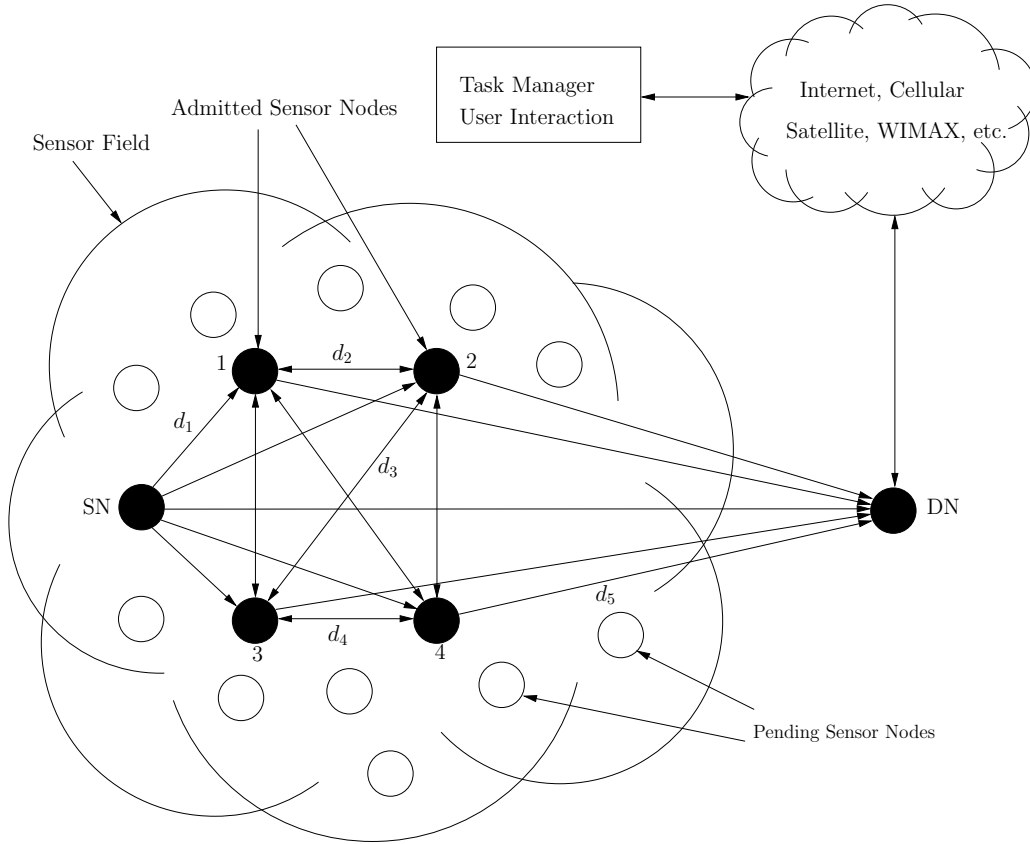 Task Manager
User Interaction
Internet, Cellular
Satellite, WIMAX, etc.
Admitted Sensor Nodes
Sensor Field
1
d₂
2
d₁
d₃
SN
DN
d₅
d₄
3
4
Pending Sensor Nodes